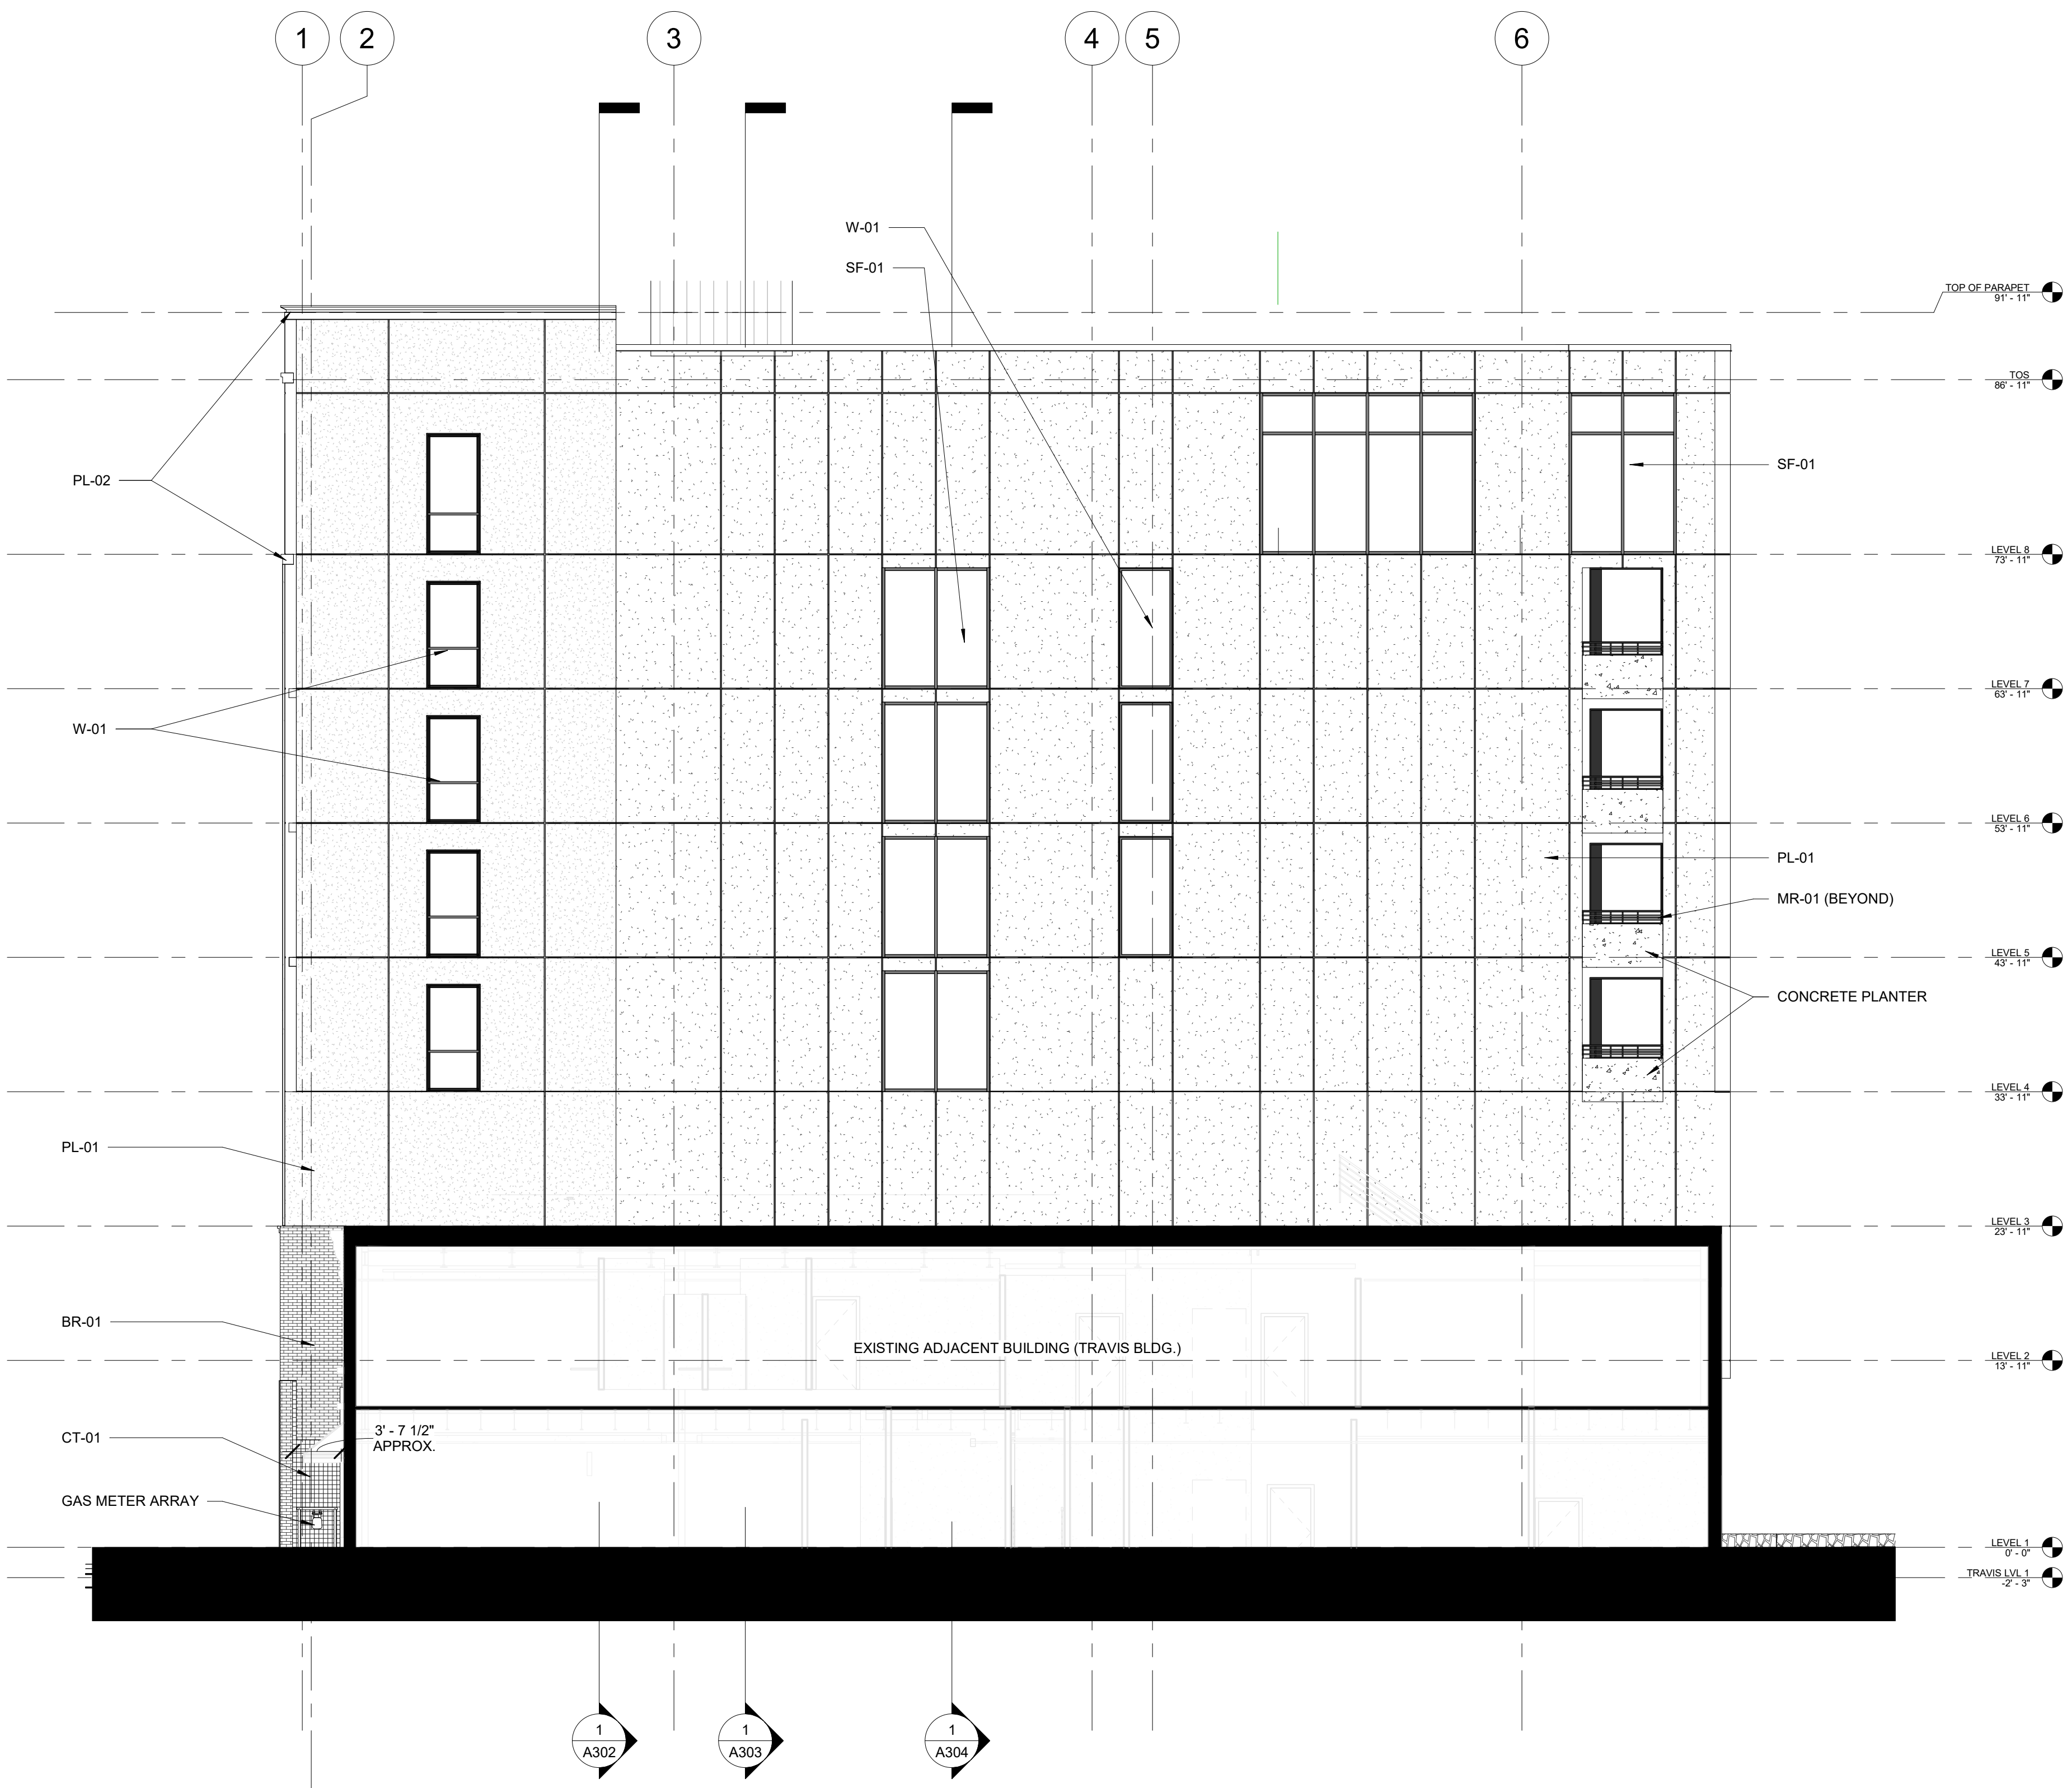 1
2
3
4
5
6
W-01
SF-01
TOP OF PARAPET
91' - 11"
TOS
86' - 11"
PL-02
SF-01
LEVEL 8
73' - 11"
LEVEL 7
63' - 11"
W-01
LEVEL 6
53' - 11"
PL-01
MR-01 (BEYOND)
LEVEL 5
43' - 11"
CONCRETE PLANTER
LEVEL 4
33' - 11"
PL-01
LEVEL 3
23' - 11"
BR-01
EXISTING ADJACENT BUILDING (TRAVIS BLDG.)
LEVEL 2
13' - 11"
CT-01
3' - 7 1/2"
APPROX.
GAS METER ARRAY
LEVEL 1
0' - 0"
TRAVIS LVL 1
-2' - 3"
1
A302
1
A303
1
A304